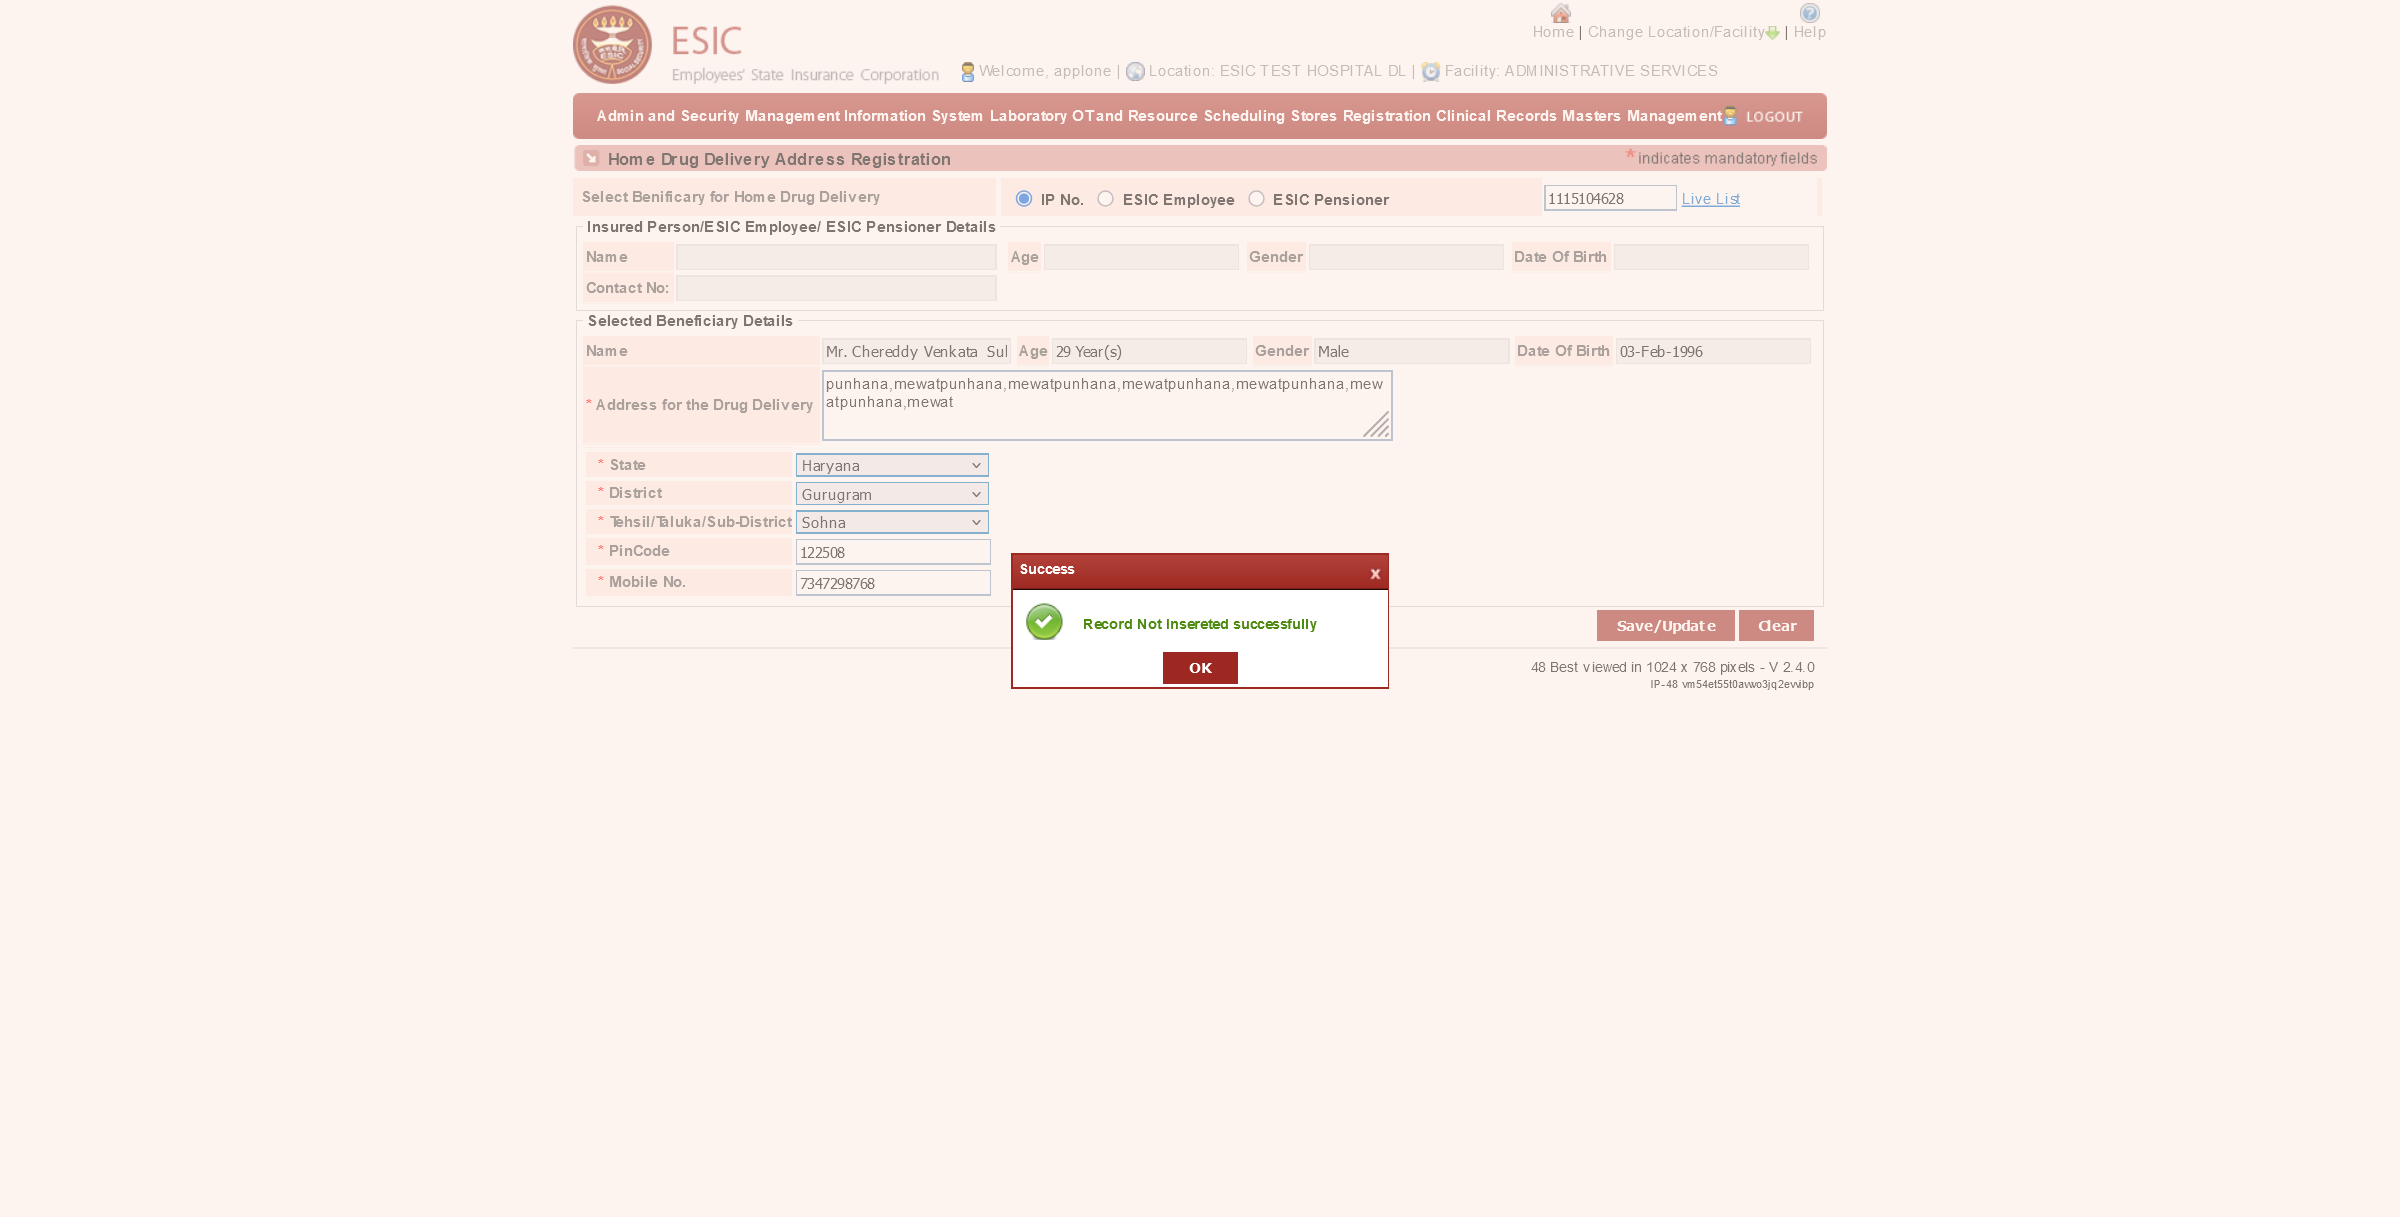 ESIC
Employees' State Insurance Corporation
Home | Change Location/Facility | Help
Welcome, applone | Location: ESIC TEST HOSPITAL DL | Facility: ADMINISTRATIVE SERVICES
Admin and Security Management Information System Laboratory OT and Resource Scheduling Stores Registration Clinical Records Masters Management LOGOUT
Home Drug Delivery Address Registration
* indicates mandatory fields
Select Benificary for Home Drug Delivery
IP No. ESIC Employee ESIC Pensioner
1115104628 Live List
Insured Person/ESIC Employee/ ESIC Pensioner Details
Name Age Gender Date Of Birth
Contact No:
Selected Beneficiary Details
Name Mr. Chereddy Venkata Sul Age 29 Year(s) Gender Male Date Of Birth 03-Feb-1996
* Address for the Drug Delivery
punhana,mewatpunhana,mewatpunhana,mewatpunhana,mewatpunhana,mew
atpunhana,mewat
* State Haryana
* District Gurugram
* Tehsil/Taluka/Sub-District Sohna
* PinCode 122508
* Mobile No. 7347298768
Success x
Record Not Insereted successfully
OK
Save/Update Clear
48 Best viewed in 1024 x 768 pixels - V 2.4.0